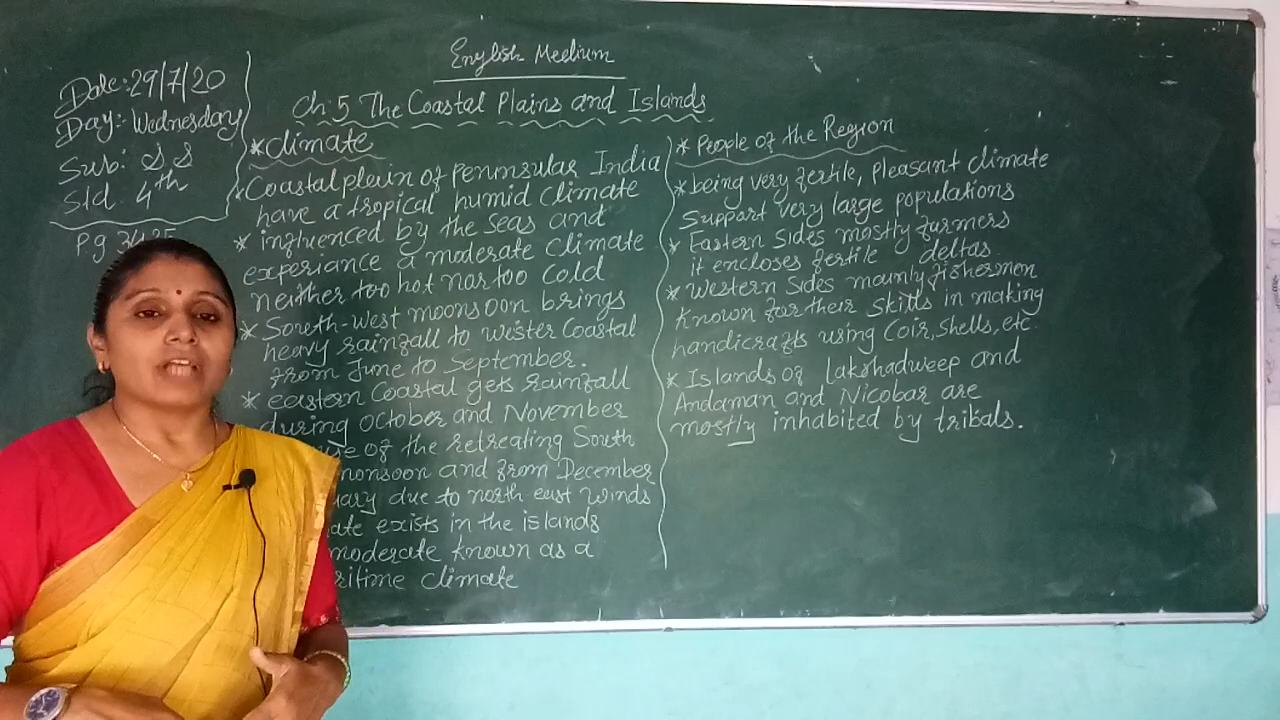 English Medium
Date:-29/7/20
Day:- Wednesday
Sub: S S
Std. 4th
Pg 34,35
Ch:5 The Coastal Plains and Islands
*climate
*Coastal plein of peninsular India
have a tropical humid climate
* influenced by the seas and
experiance a moderate climate
neither too hot nor too cold
* South-west moonsoon brings
heavy rainfall to wester Coastal
from June to September.
* eastern Coastal gets rainfall
during October and November
of the retreating South
monsoon and from December
due to north east winds
exists in the islands
moderate known as a
climate
* People of the Region
* being very fertile, Pleasant climate
Support very large populations
* Eastern Sides mostly farmers
it encloses fertile deltas.
* Western Sides mainly fishermen
known for their skills in making
handicrafts using Coir, shells, etc.
* Islands of lakshadweep and
Andaman and Nicobar are
mostly inhabited by tribals.